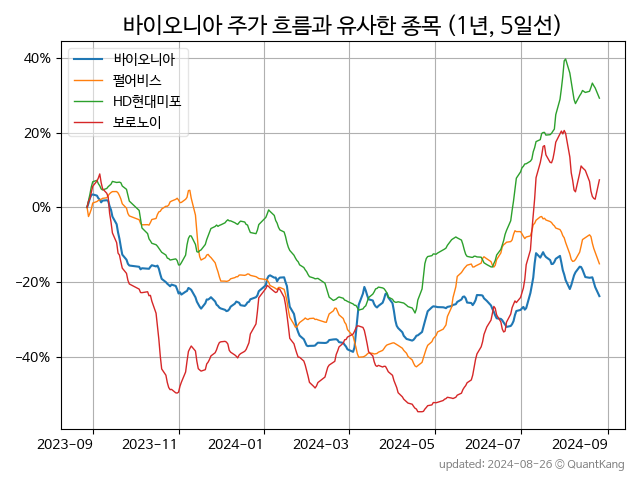 바이오니아 주가 흐름과 유사한 종목 (1년, 5일선)
40%
20%
0%
−20%
−40%
바이오니아
펄어비스
HD현대미포
보로노이
2023−09 2023−11 2024−01 2024−03 2024−05 2024−07 2024−09
updated: 2024-08-26 © QuantKang